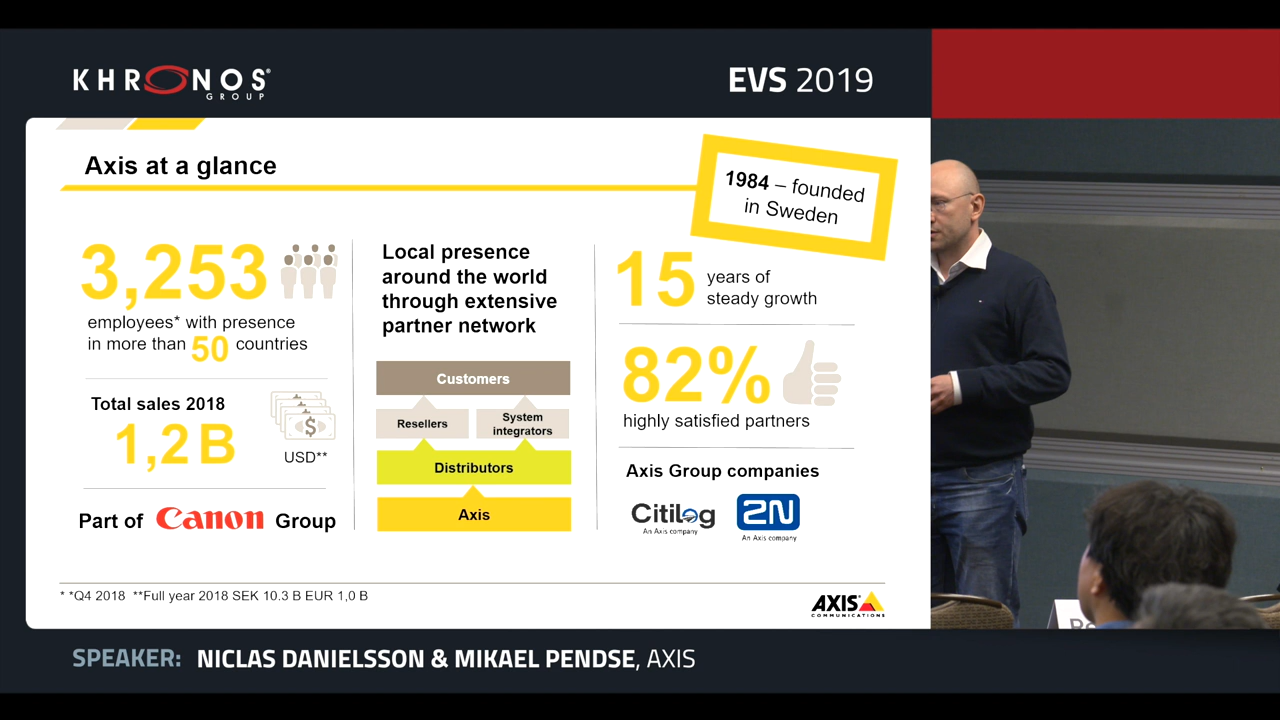 KHRONOS®
GROUP
EVS 2019
Axis at a glance
1984 – founded
in Sweden
3,253
employees* with presence
in more than 50 countries
Total sales 2018
1,2 B
USD**
Part of Canon Group
Local presence
around the world
through extensive
partner network
Customers
Resellers
System
integrators
Distributors
Axis
15
years of
steady growth
82%
highly satisfied partners
Axis Group companies
Citilog
An Axis company
2N
An Axis company
* *Q4 2018 **Full year 2018 SEK 10.3 B EUR 1,0 B
AXIS
COMMUNICATIONS
SPEAKER: NICLAS DANIELSSON & MIKAEL PENDSE, AXIS